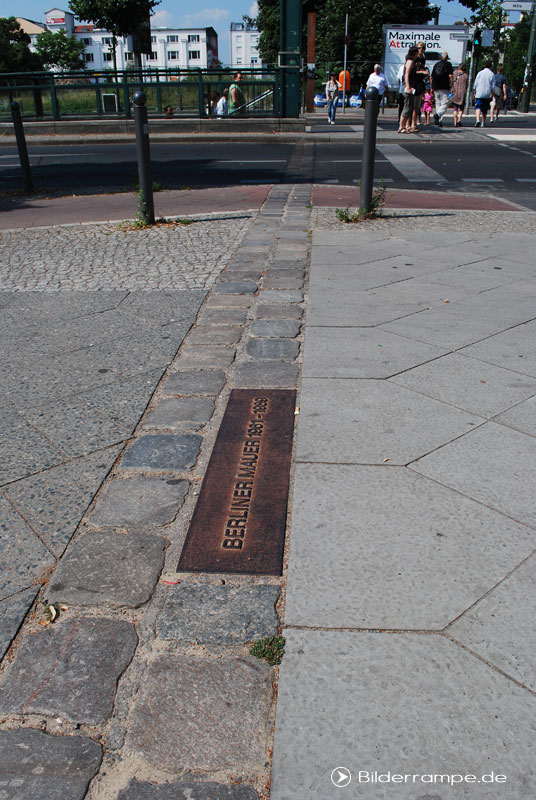 Maximale
AtTRAKtion.
BERLINER MAUER 1961 - 1989
Bilderrampe.de